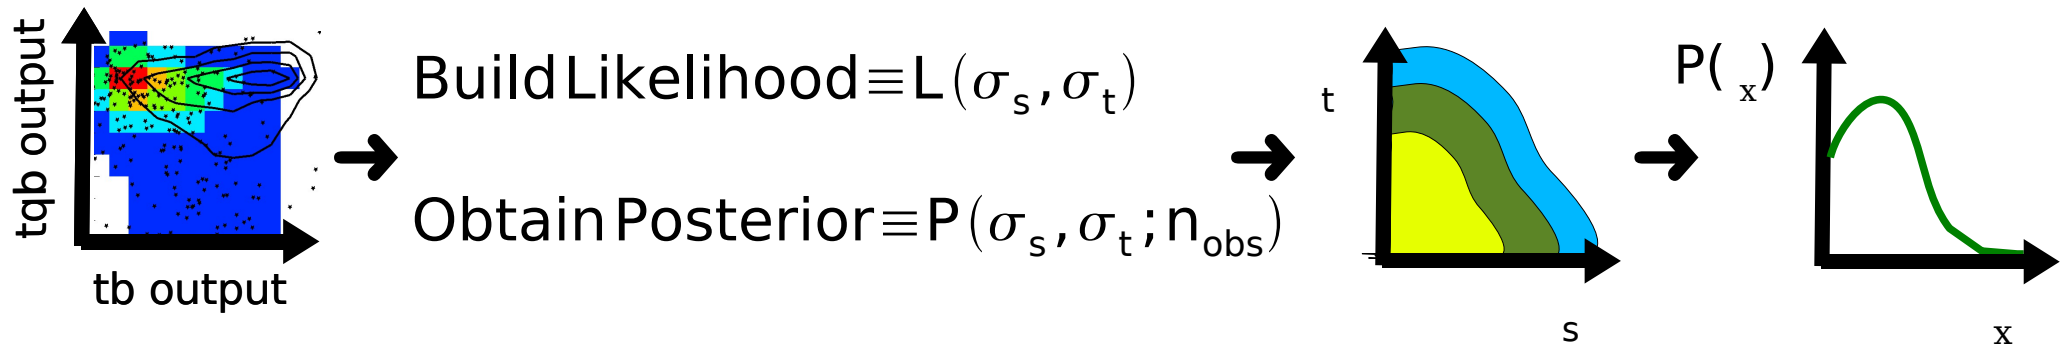 tqb output
tb output
Build Likelihood ≡ L (σs, σt)
Obtain Posterior ≡ P (σs, σt ; nobs)
t
s
P( x)
x